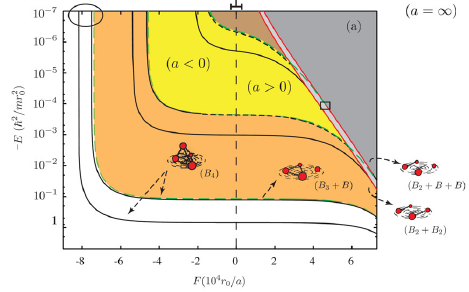 (a = ∞)
(a)
10⁻⁷
10⁻⁶
10⁻⁵
10⁻⁴
10⁻³
10⁻²
10⁻¹
1
−E (ħ²/mr₀²)
(a < 0)
(a > 0)
(B₄)
(B₃ + B)
(B₂ + B + B)
(B₂ + B₂)
-8 -6 -4 -2 0 2 4 6
F(10⁴r₀/a)